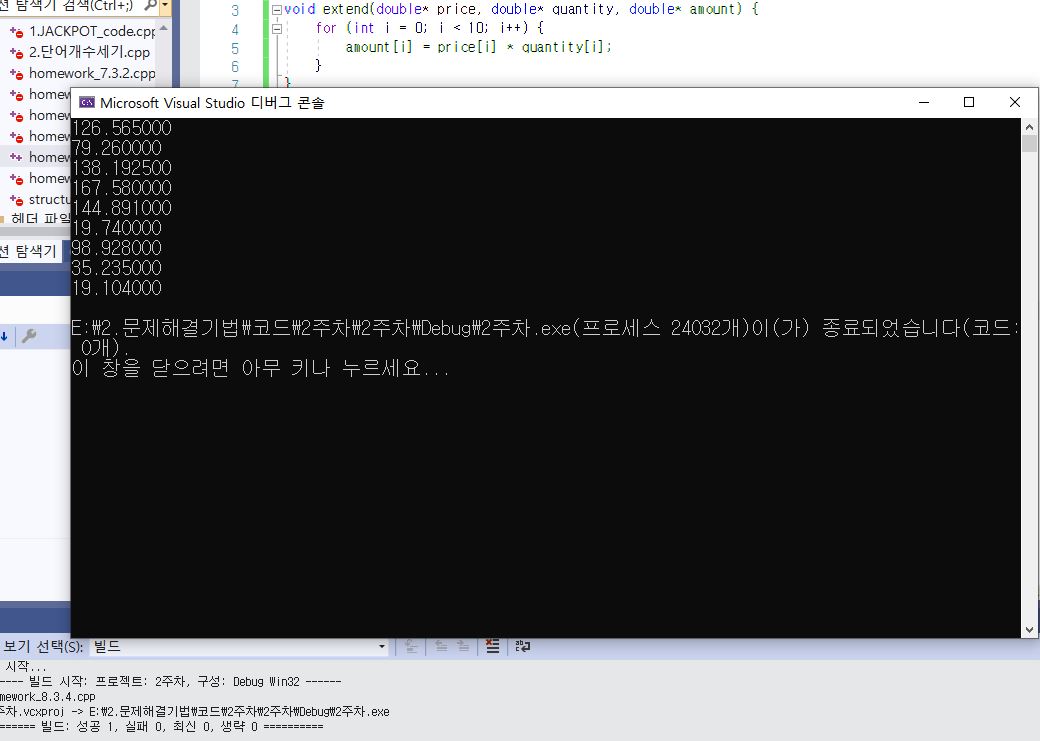 션 탐색기 검색(Ctrl+;)
1.JACKPOT_code.cpp
2.단어개수세기.cpp
homework_7.3.2.cpp
homew
homew
homew
homew
homew
structu
헤더 파일
션 탐색기
3 void extend(double* price, double* quantity, double* amount) {
4 for (int i = 0; i < 10; i++) {
5 amount[i] = price[i] * quantity[i];
6 }
7 }
Microsoft Visual Studio 디버그 콘솔
126.565000
79.260000
138.192500
167.580000
144.891000
19.740000
98.928000
35.235000
19.104000
E:\2.문제해결기법\코드\2주차\2주차\Debug\2주차.exe(프로세스 24032개)이(가) 종료되었습니다(코드:
0개).
이 창을 닫으려면 아무 키나 누르세요...
보기 선택(S): 빌드
시작...
---- 빌드 시작: 프로젝트: 2주차, 구성: Debug Win32 ------
mework_8.3.4.cpp
주차.vcxproj -> E:\2.문제해결기법\코드\2주차\2주차\Debug\2주차.exe
====== 빌드: 성공 1, 실패 0, 최신 0, 생략 0 ==========